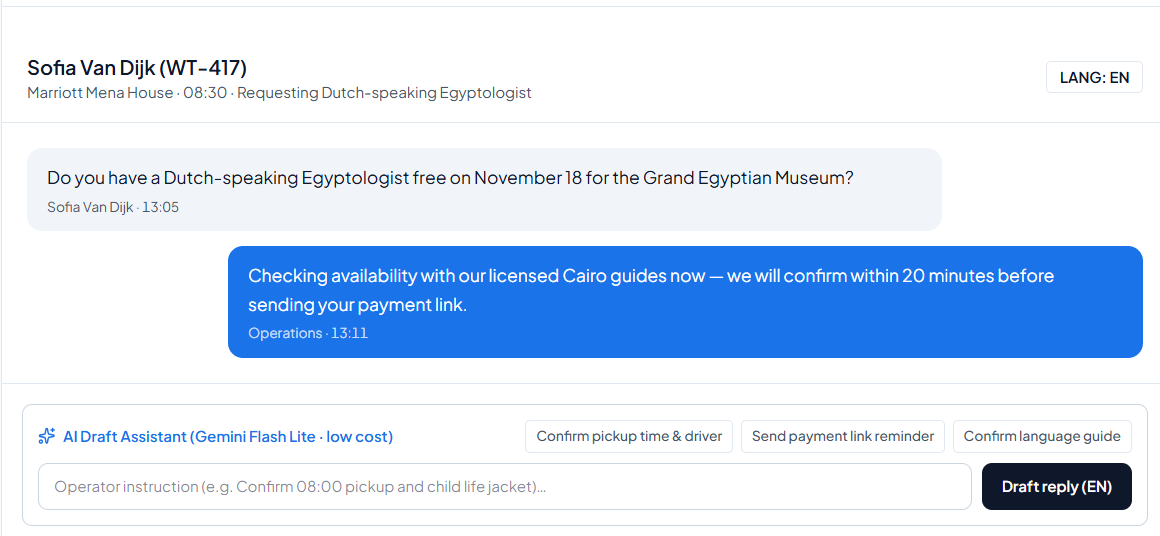 Sofia Van Dijk (WT-417)
Marriott Mena House · 08:30 · Requesting Dutch-speaking Egyptologist
LANG: EN
Do you have a Dutch-speaking Egyptologist free on November 18 for the Grand Egyptian Museum?
Sofia Van Dijk · 13:05
Checking availability with our licensed Cairo guides now — we will confirm within 20 minutes before
sending your payment link.
Operations · 13:11
AI Draft Assistant (Gemini Flash Lite · low cost)
Confirm pickup time & driver
Send payment link reminder
Confirm language guide
Operator instruction (e.g. Confirm 08:00 pickup and child life jacket)...
Draft reply (EN)